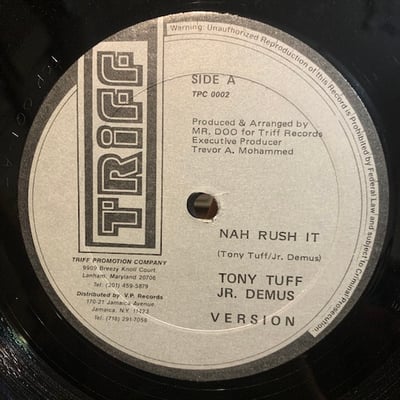 Warning: Unauthorized Reproduction of this Record is Prohibited by Federal Law and subject to Criminal Prosecution.
TRIFF
SIDE A
TPC 0002
Produced & Arranged by
MR. DOO for Triff Records
Executive Producer
Trevor A. Mohammed
TRIFF PROMOTION COMPANY
9909 Breezy Knoll Court
Lanham, Maryland 20706
Tel: (201) 459-5879
Distributed by V.P. Records
170-21 Jamaica Avenue,
Jamaica, N.Y. 11423
Tel: (718) 291-7058
NAH RUSH IT
(Tony Tuff/Jr. Demus)
TONY TUFF
JR. DEMUS
VERSION